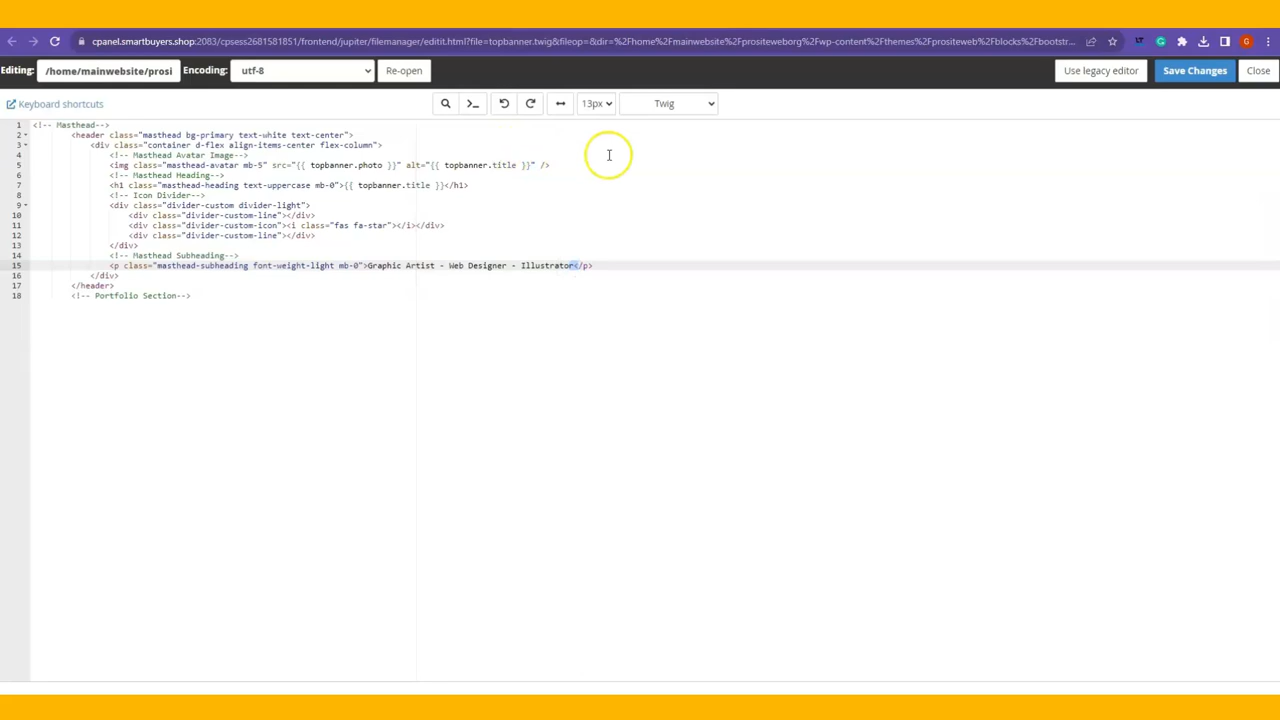 cpanel.smartbuyers.shop:2083/cpsess2681581851/frontend/jupiter/filemanager/editit.html?file=topbanner.twig&fileop=&dir=%2Fhome%2Fmainwebsite%2Fprositeweborg%2Fwp-content%2Fthemes%2Fprositeweb%2Fblocks%2Fbootstr...
Editing: /home/mainwebsite/prosi Encoding: utf-8 Re-open Use legacy editor Save Changes Close
Keyboard shortcuts 13px Twig
1 <!-- Masthead-->
2 <header class="masthead bg-primary text-white text-center">
3 <div class="container d-flex align-items-center flex-column">
4 <!-- Masthead Avatar Image-->
5 <img class="masthead-avatar mb-5" src="{{ topbanner.photo }}" alt="{{ topbanner.title }}" />
6 <!-- Masthead Heading-->
7 <h1 class="masthead-heading text-uppercase mb-0">{{ topbanner.title }}</h1>
8 <!-- Icon Divider-->
9 <div class="divider-custom divider-light">
10 <div class="divider-custom-line"></div>
11 <div class="divider-custom-icon"><i class="fas fa-star"></i></div>
12 <div class="divider-custom-line"></div>
13 </div>
14 <!-- Masthead Subheading-->
15 <p class="masthead-subheading font-weight-light mb-0">Graphic Artist - Web Designer - Illustrator</p>
16 </div>
17 </header>
18 <!-- Portfolio Section-->